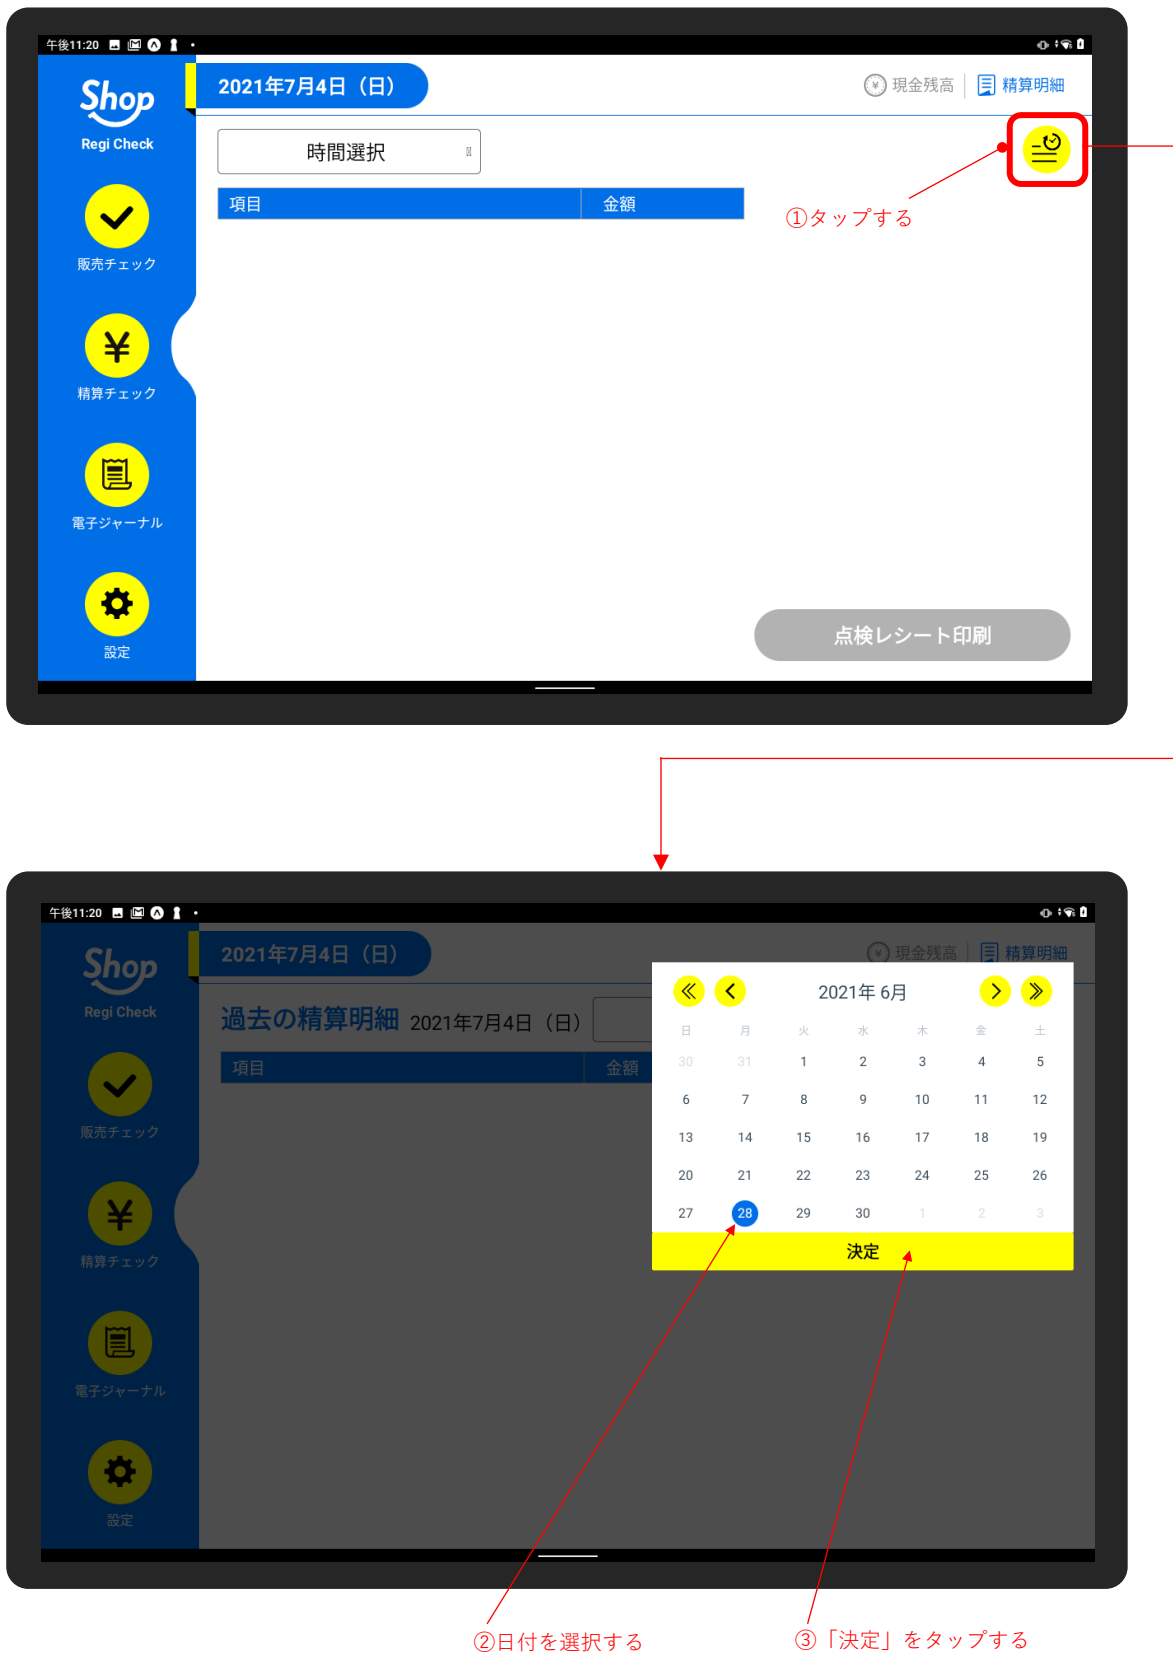 午後11:20
Shop
Regi Check
2021年7月4日（日）
現金残高
精算明細
時間選択
項目 金額
①タップする
販売チェック
精算チェック
電子ジャーナル
設定
点検レシート印刷
午後11:20
Shop
Regi Check
2021年7月4日（日）
現金残高
精算明細
過去の精算明細 2021年7月4日（日）
項目 金額
販売チェック
精算チェック
電子ジャーナル
設定
2021年 6月
日 月 火 水 木 金 土
30 31 1 2 3 4 5
6 7 8 9 10 11 12
13 14 15 16 17 18 19
20 21 22 23 24 25 26
27 28 29 30 1 2 3
決定
②日付を選択する
③「決定」をタップする